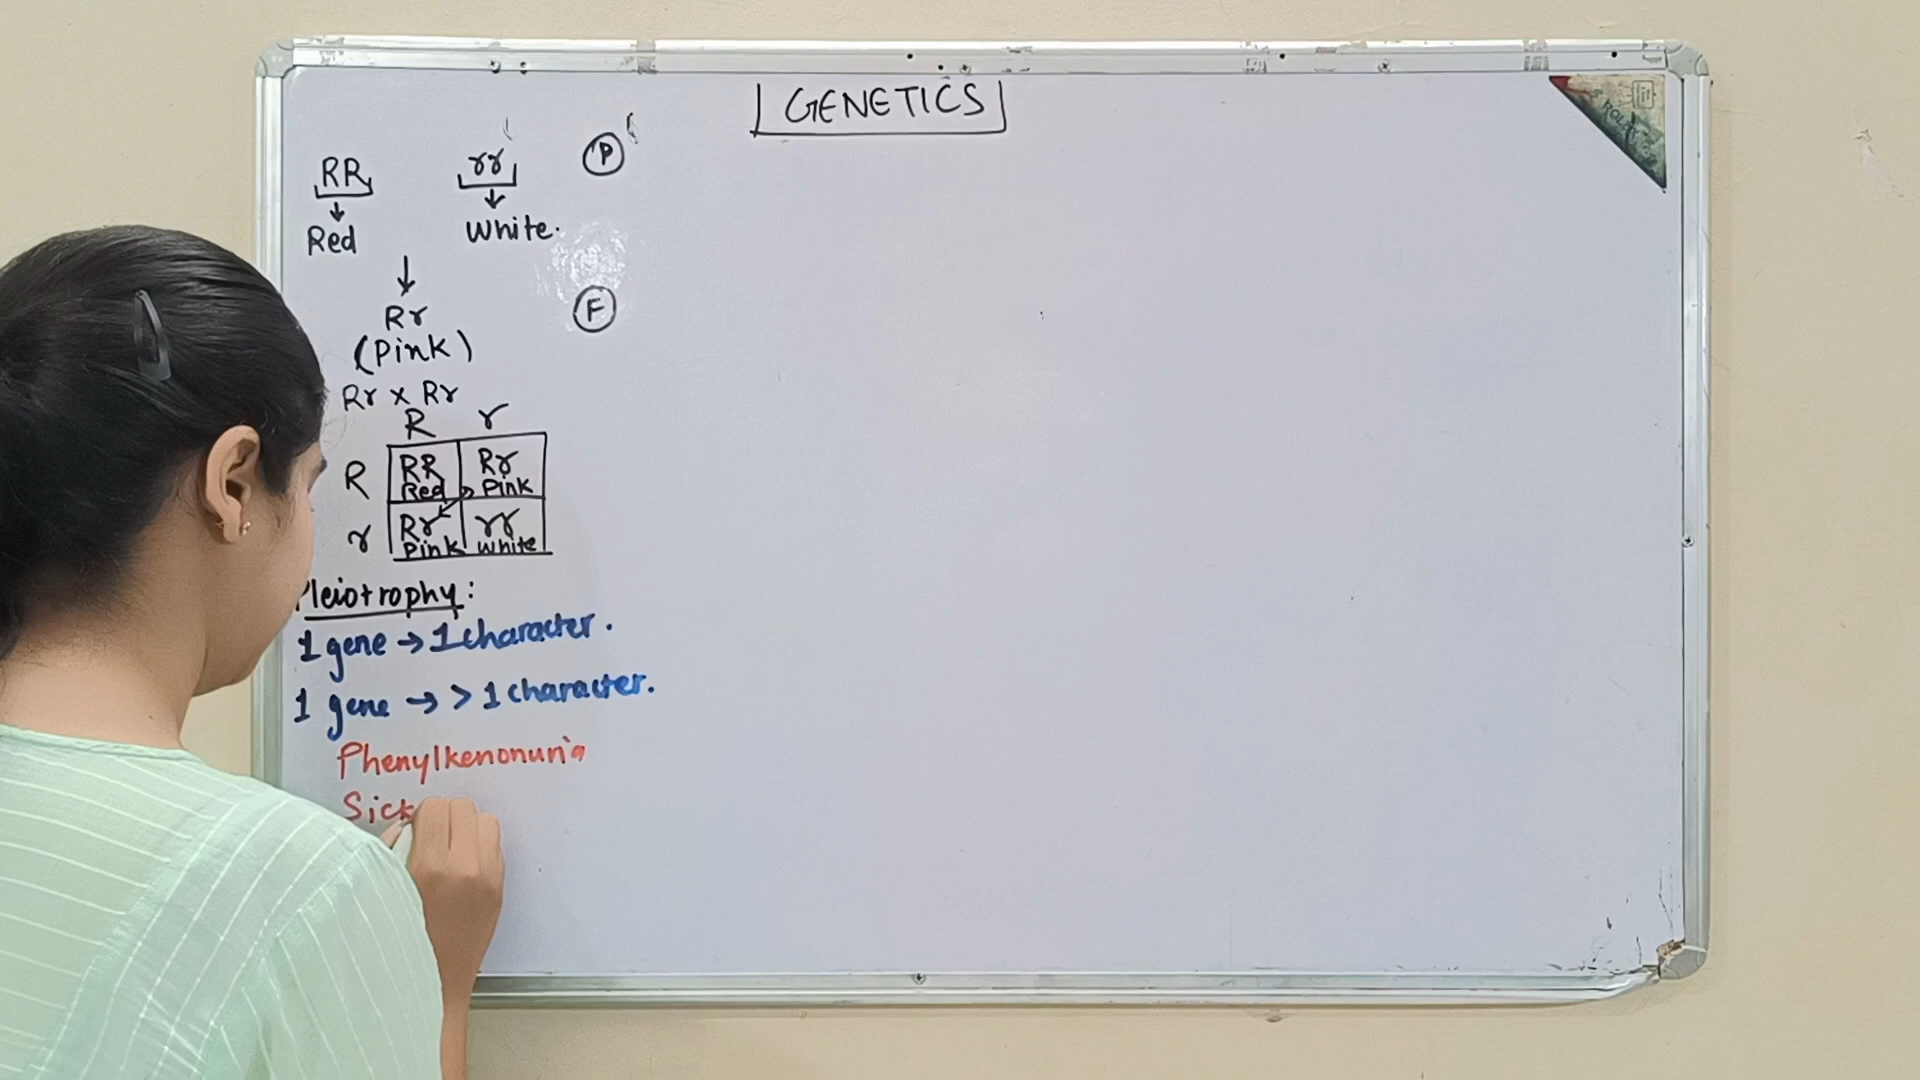 GENETICS
RR rr P
Red White.
Rr F
(Pink)
Rr x Rr
R r
R RR Rr
Red Pink
r Rr rr
Pink White
Pleiotrophy:
1 gene → 1 character.
1 gene → > 1 character.
Phenylkenonuria
Sick